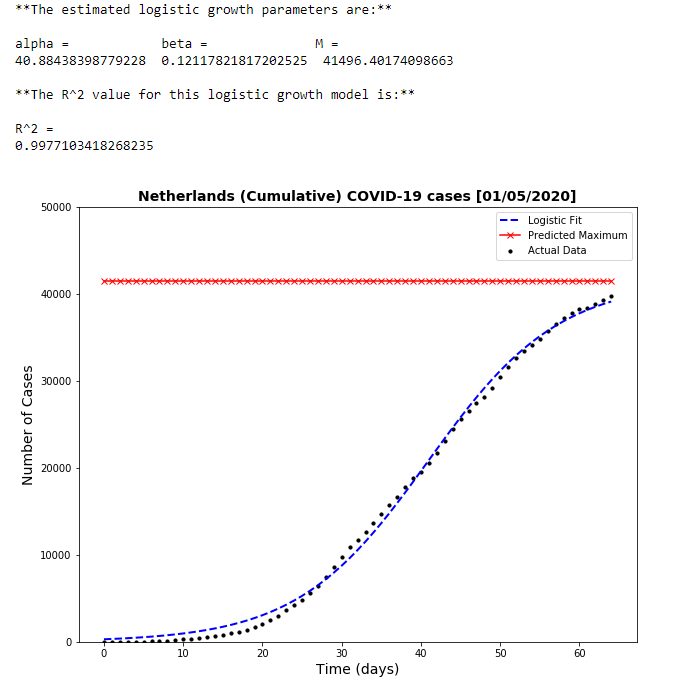 **The estimated logistic growth parameters are:**
alpha = beta = M =
40.88438398779228 0.12117821817202525 41496.40174098663
**The R^2 value for this logistic growth model is:**
R^2 =
0.9977103418268235
Netherlands (Cumulative) COVID-19 cases [01/05/2020]
50000
40000
30000
20000
10000
0
Number of Cases
Logistic Fit
Predicted Maximum
Actual Data
0 10 20 30 40 50 60
Time (days)